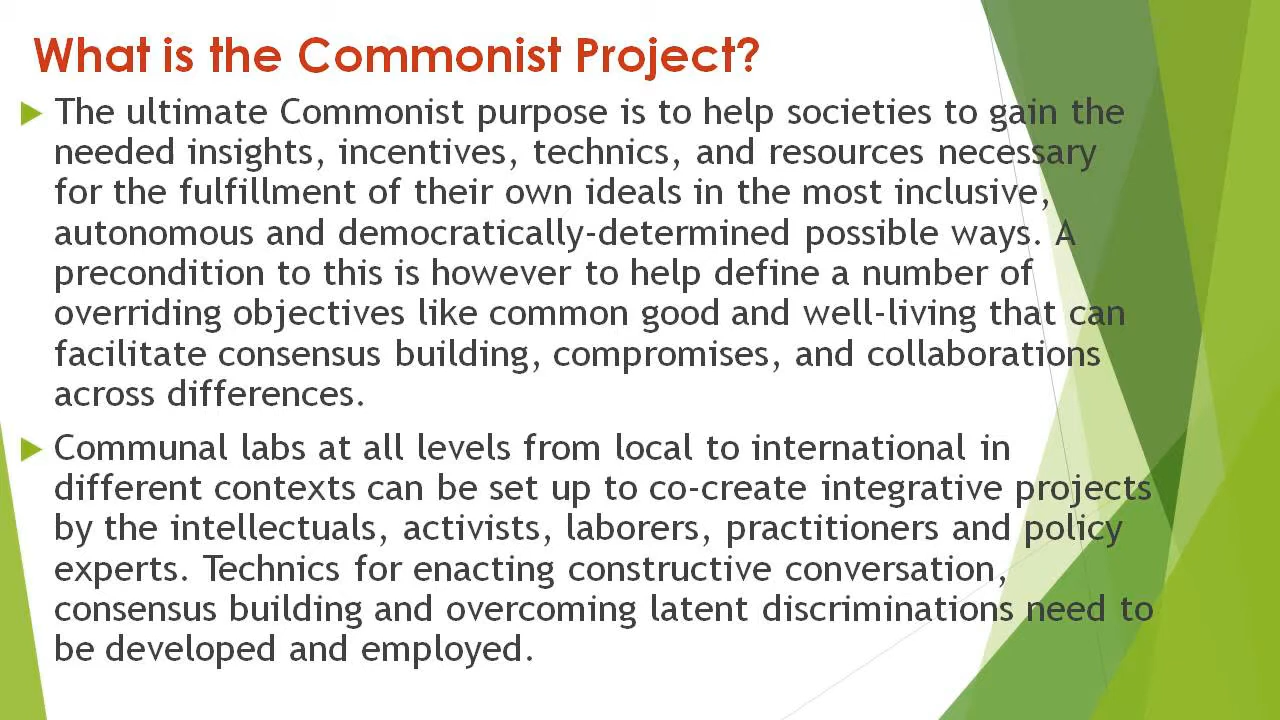 What is the Commonist Project?
The ultimate Commonist purpose is to help societies to gain the
needed insights, incentives, technics, and resources necessary
for the fulfillment of their own ideals in the most inclusive,
autonomous and democratically-determined possible ways. A
precondition to this is however to help define a number of
overriding objectives like common good and well-living that can
facilitate consensus building, compromises, and collaborations
across differences.
Communal labs at all levels from local to international in
different contexts can be set up to co-create integrative projects
by the intellectuals, activists, laborers, practitioners and policy
experts. Technics for enacting constructive conversation,
consensus building and overcoming latent discriminations need to
be developed and employed.